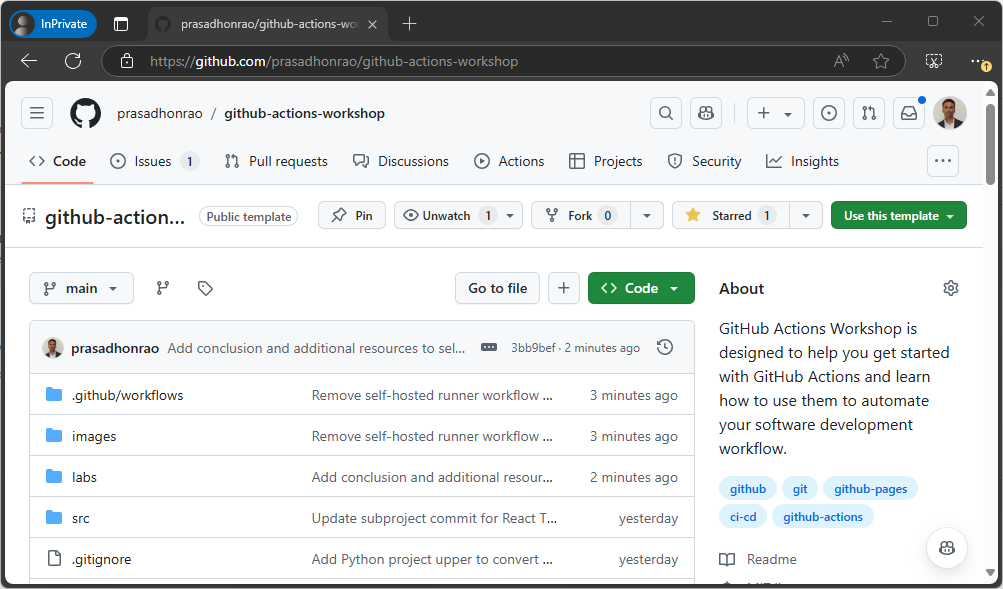 InPrivate
prasadhonrao/github-actions-wo
https://github.com/prasadhonrao/github-actions-workshop
prasadhonrao / github-actions-workshop
Code Issues 1 Pull requests Discussions Actions Projects Security Insights
github-action... Public template Pin Unwatch 1 Fork 0 Starred 1 Use this template
main Go to file Code
prasadhonrao Add conclusion and additional resources to sel... 3bb9bef · 2 minutes ago
.github/workflows Remove self-hosted runner workflow ... 3 minutes ago
images Remove self-hosted runner workflow ... 3 minutes ago
labs Add conclusion and additional resour... 2 minutes ago
src Update subproject commit for React T... yesterday
.gitignore Add Python project upper to convert ... yesterday
About
GitHub Actions Workshop is
designed to help you get started
with GitHub Actions and learn
how to use them to automate
your software development
workflow.
github git github-pages
ci-cd github-actions
Readme